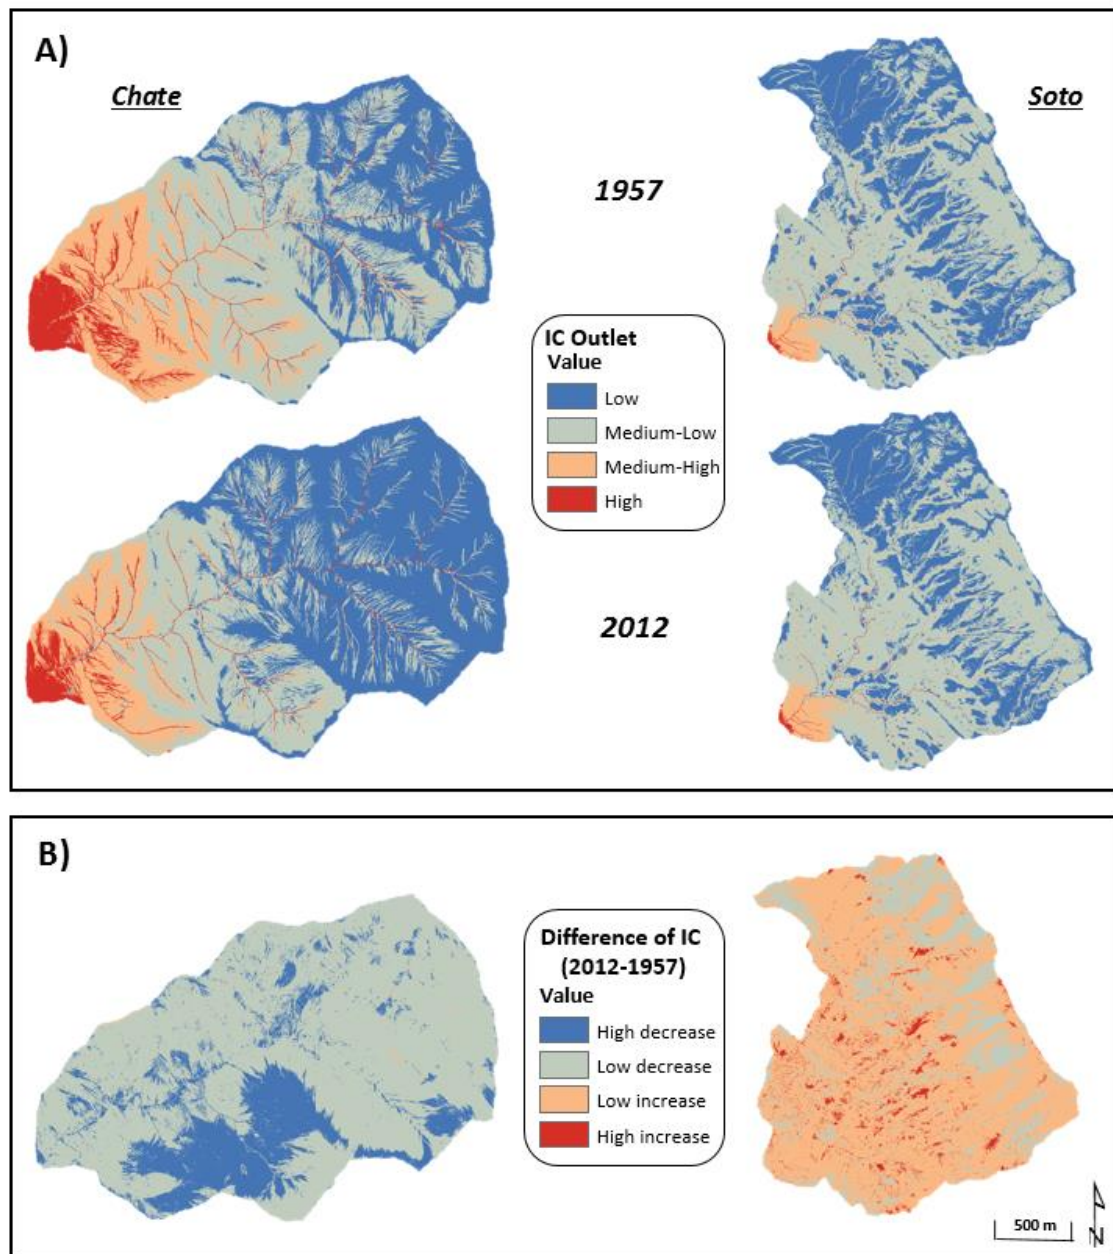 A)
Chate
Soto
1957
IC Outlet
Value
Low
Medium-Low
Medium-High
High
2012
B)
Difference of IC
(2012-1957)
Value
High decrease
Low decrease
Low increase
High increase
500 m
N